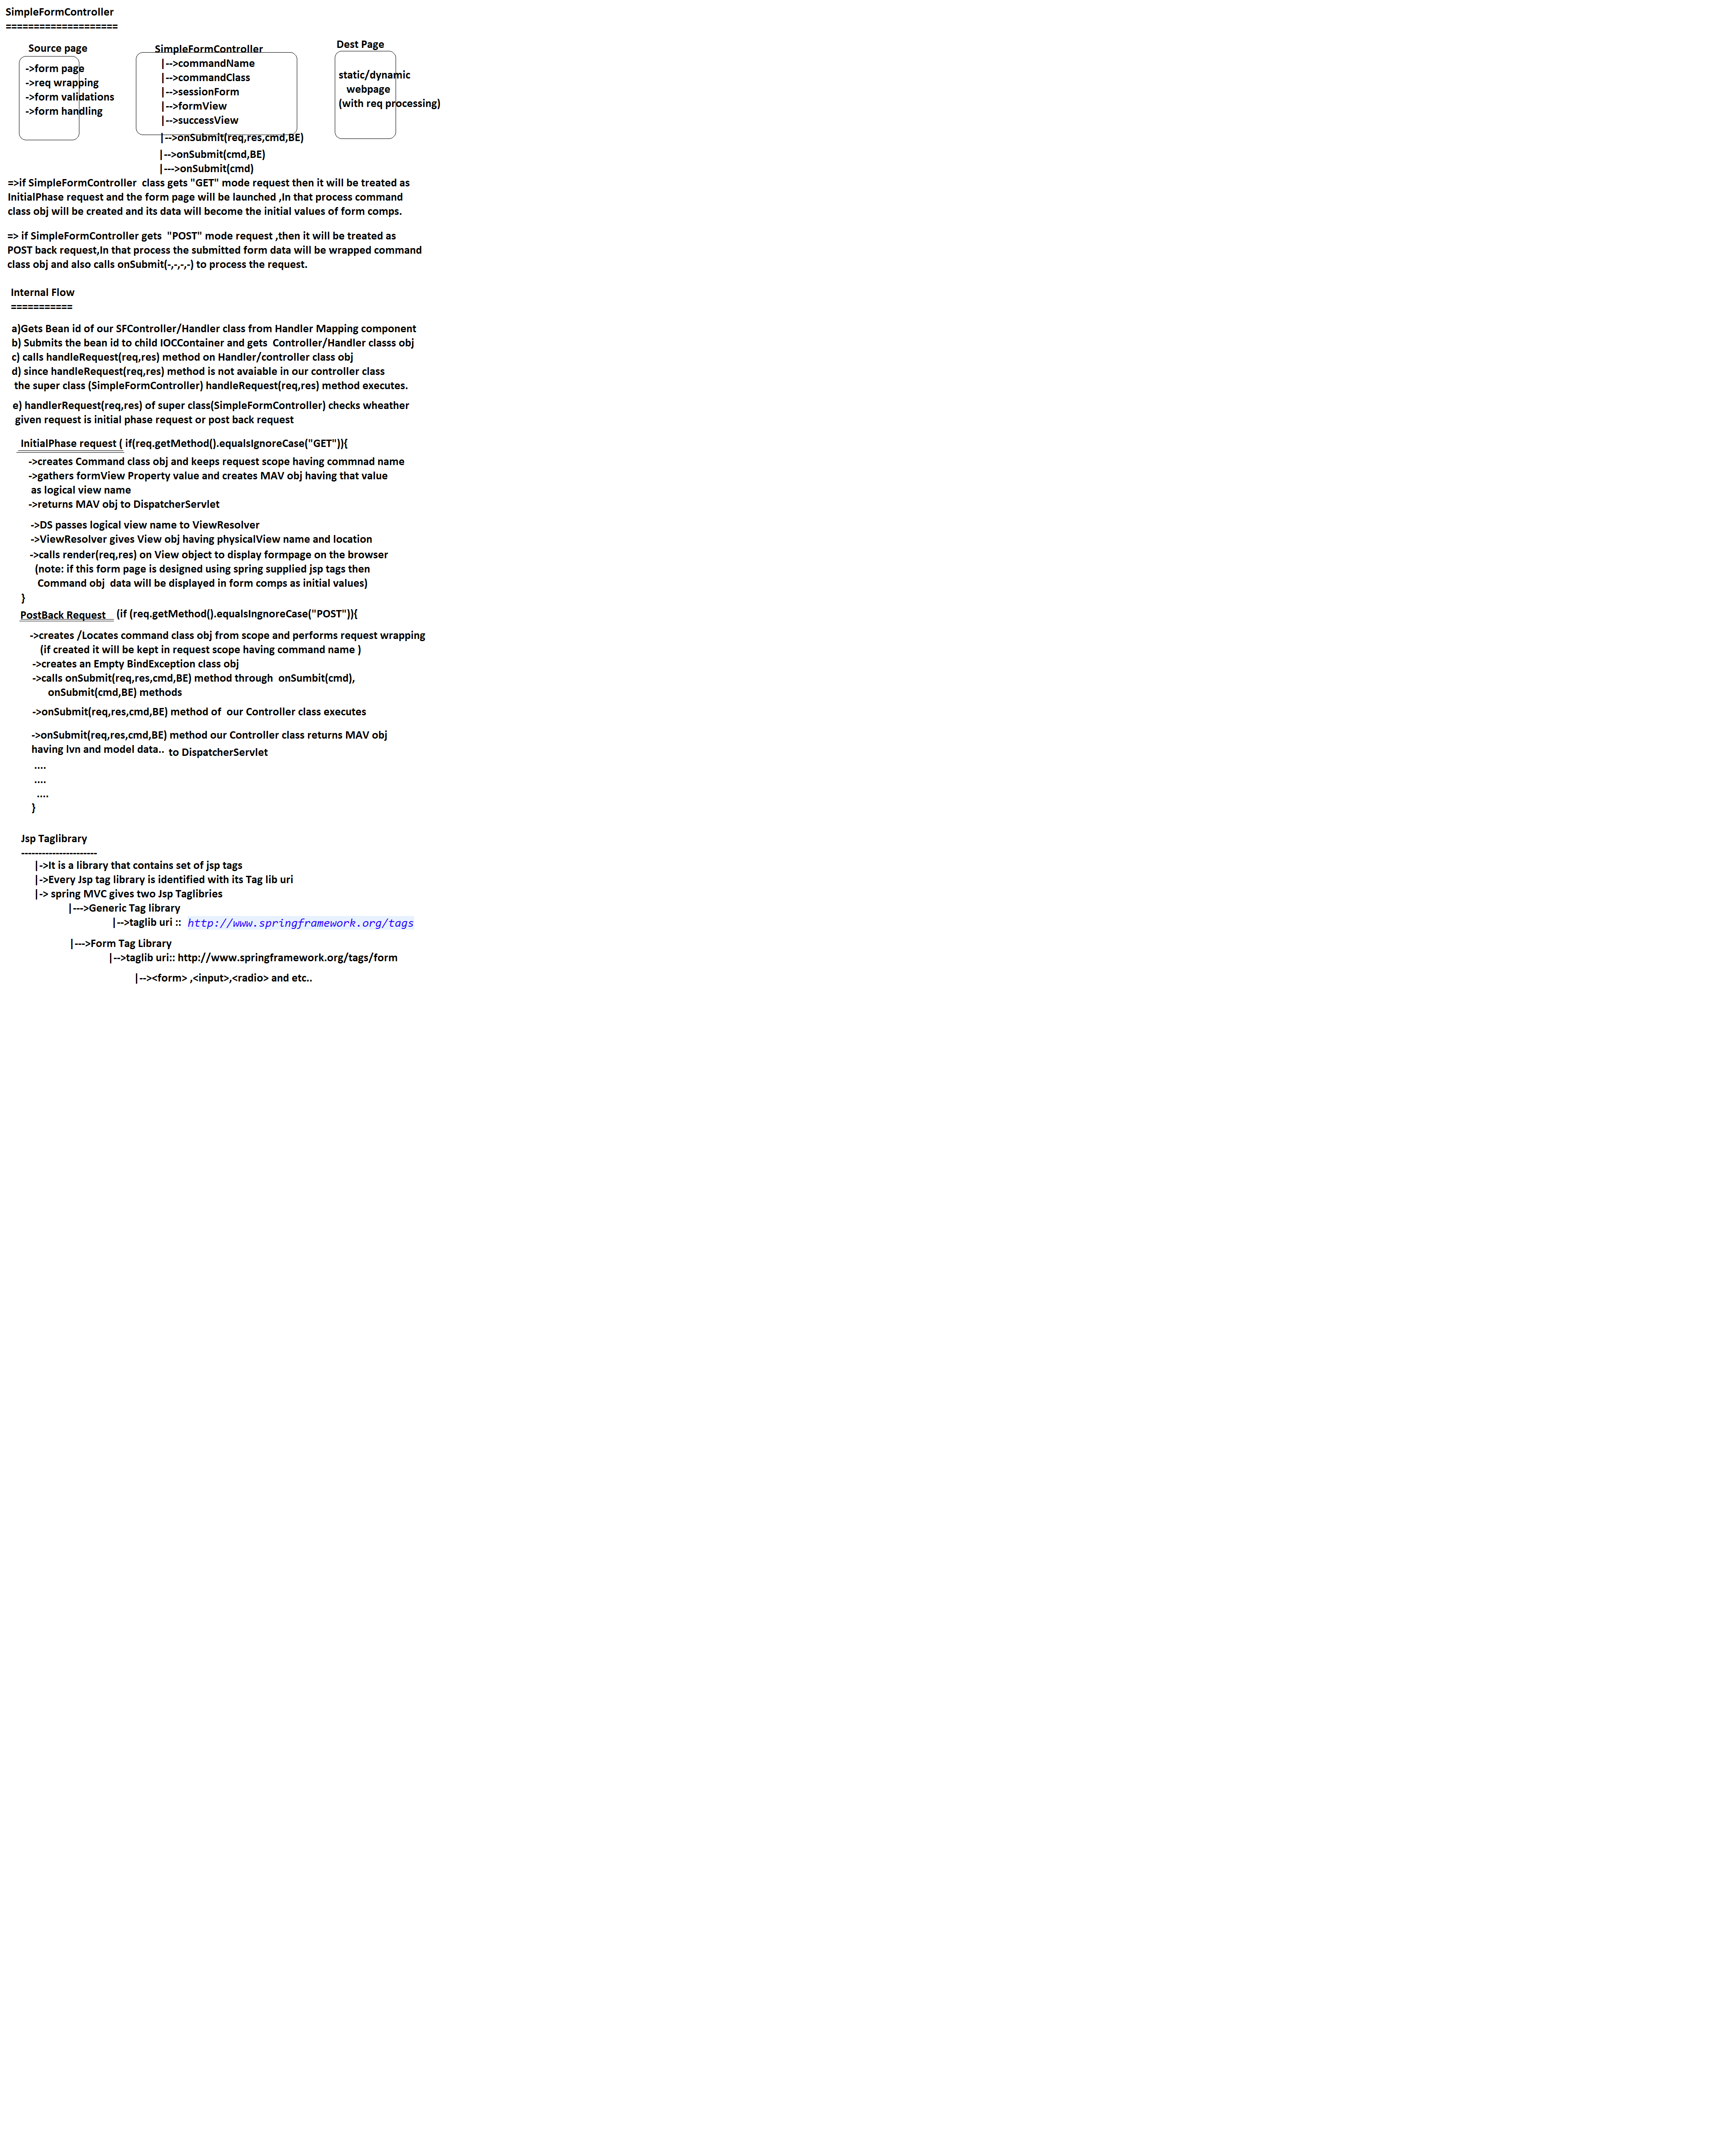 SimpleFormController
====================
Source page
->form page
->req wrapping
->form validations
->form handling
SimpleFormController
|-->commandName
|-->commandClass
|-->sessionForm
|-->formView
|-->successView
|-->onSubmit(req,res,cmd,BE)
|-->onSubmit(cmd,BE)
|--->onSubmit(cmd)
Dest Page
static/dynamic
webpage
(with req processing)
=>if SimpleFormController  class gets "GET" mode request then it will be treated as
InitialPhase request and the form page will be launched ,In that process command
class obj will be created and its data will become the initial values of form comps.
=> if SimpleFormController gets  "POST" mode request ,then it will be treated as
POST back request,In that process the submitted form data will be wrapped command
class obj and also calls onSubmit(-,-,-,-) to process the request.
Internal Flow
===========
a)Gets Bean id of our SFController/Handler class from Handler Mapping component
b) Submits the bean id to child IOCContainer and gets  Controller/Handler classs obj
c) calls handleRequest(req,res) method on Handler/controller class obj
d) since handleRequest(req,res) method is not avaiable in our controller class
the super class (SimpleFormController) handleRequest(req,res) method executes.
e) handlerRequest(req,res) of super class(SimpleFormController) checks wheather
given request is initial phase request or post back request
InitialPhase request ( if(req.getMethod().equalsIgnoreCase("GET")){
->creates Command class obj and keeps request scope having commnad name
->gathers formView Property value and creates MAV obj having that value
as logical view name
->returns MAV obj to DispatcherServlet
->DS passes logical view name to ViewResolver
->ViewResolver gives View obj having physicalView name and location
->calls render(req,res) on View object to display formpage on the browser
(note: if this form page is designed using spring supplied jsp tags then
Command obj  data will be displayed in form comps as initial values)
}
PostBack Request   (if (req.getMethod().equalsIngnoreCase("POST")){
->creates /Locates command class obj from scope and performs request wrapping
(if created it will be kept in request scope having command name )
->creates an Empty BindException class obj
->calls onSubmit(req,res,cmd,BE) method through  onSumbit(cmd),
onSubmit(cmd,BE) methods
->onSubmit(req,res,cmd,BE) method of  our Controller class executes
->onSubmit(req,res,cmd,BE) method our Controller class returns MAV obj
having lvn and model data.. to DispatcherServlet
....
....
....
}
Jsp Taglibrary
----------------------
|->It is a library that contains set of jsp tags
|->Every Jsp tag library is identified with its Tag lib uri
|-> spring MVC gives two Jsp Taglibries
|--->Generic Tag library
|-->taglib uri ::  http://www.springframework.org/tags
|--->Form Tag Library
|-->taglib uri:: http://www.springframework.org/tags/form
|--><form> ,<input>,<radio> and etc..